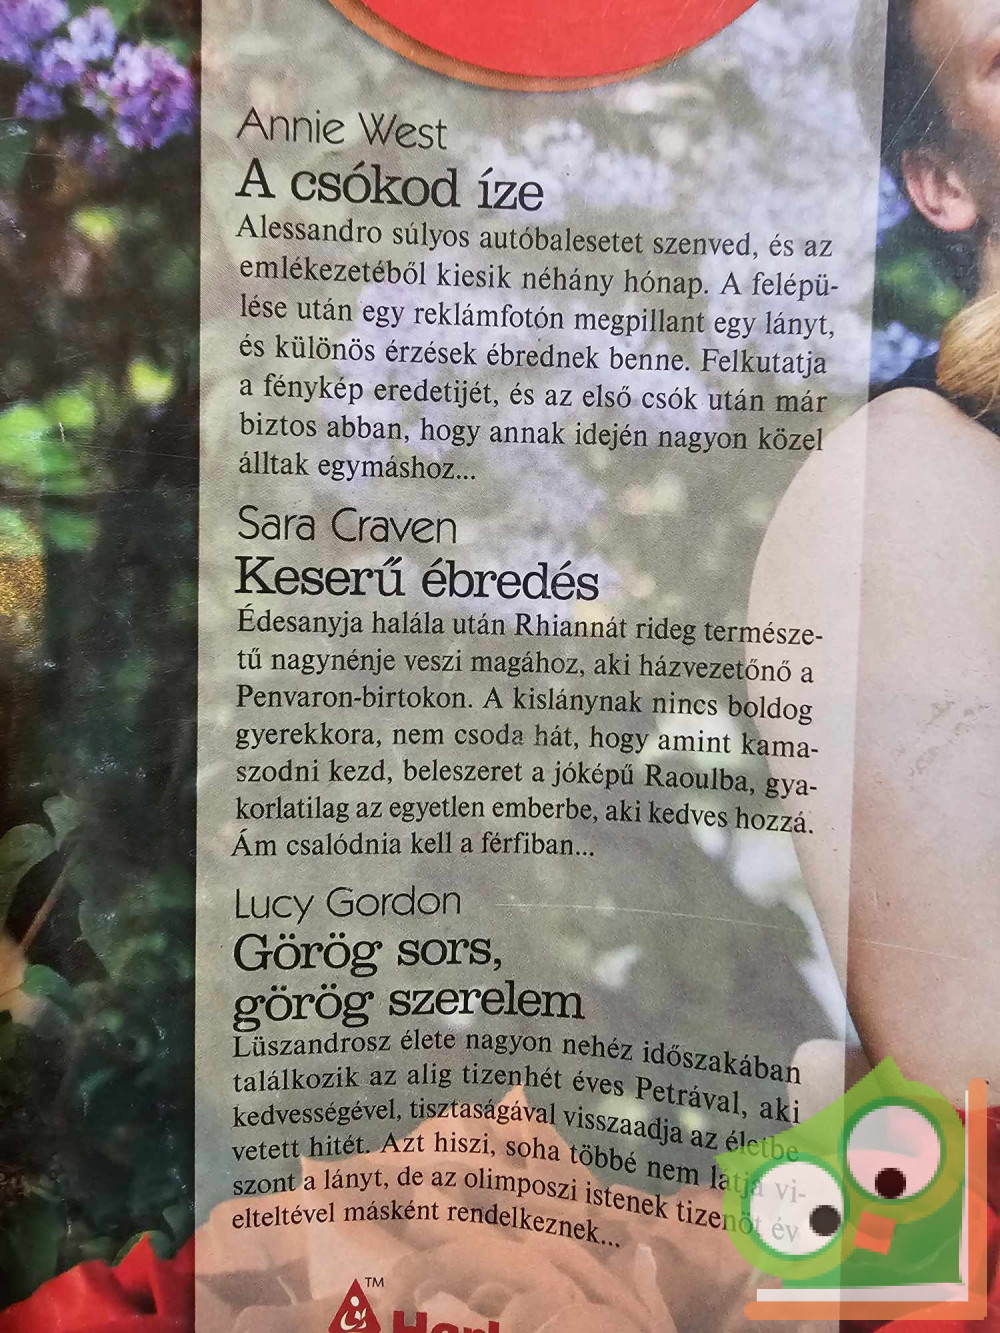 Annie West
A csókod íze
Alessandro súlyos autóbalesetet szenved, és az
emlékezetéből kiesik néhány hónap. A felépü-
lése után egy reklámfotón megpillant egy lányt,
és különös érzések ébrednek benne. Felkutatja
a fénykép eredetijét, és az első csók után már
biztos abban, hogy annak idején nagyon közel
álltak egymáshoz...
Sara Craven
Keserű ébredés
Édesanyja halála után Rhiannát rideg természe-
tű nagynénje veszi magához, aki házvezetőnő a
Penvaron-birtokon. A kislánynak nincs boldog
gyerekkora, nem csoda hát, hogy amint kama-
szodni kezd, beleszeret a jóképű Raoulba, gya-
korlatilag az egyetlen emberbe, aki kedves hozzá.
Ám csalódnia kell a férfiban...
Lucy Gordon
Görög sors,
görög szerelem
Lüszandrosz élete nagyon nehéz időszakában
találkozik az alig tizenhét éves Petrával, aki
kedvességével, tisztaságával visszaadja az életbe
vetett hitét. Azt hiszi, soha többé nem látja vi-
szont a lányt, de az olimposzi istenek tizenöt év
elteltével másként rendelkeznek...
TM